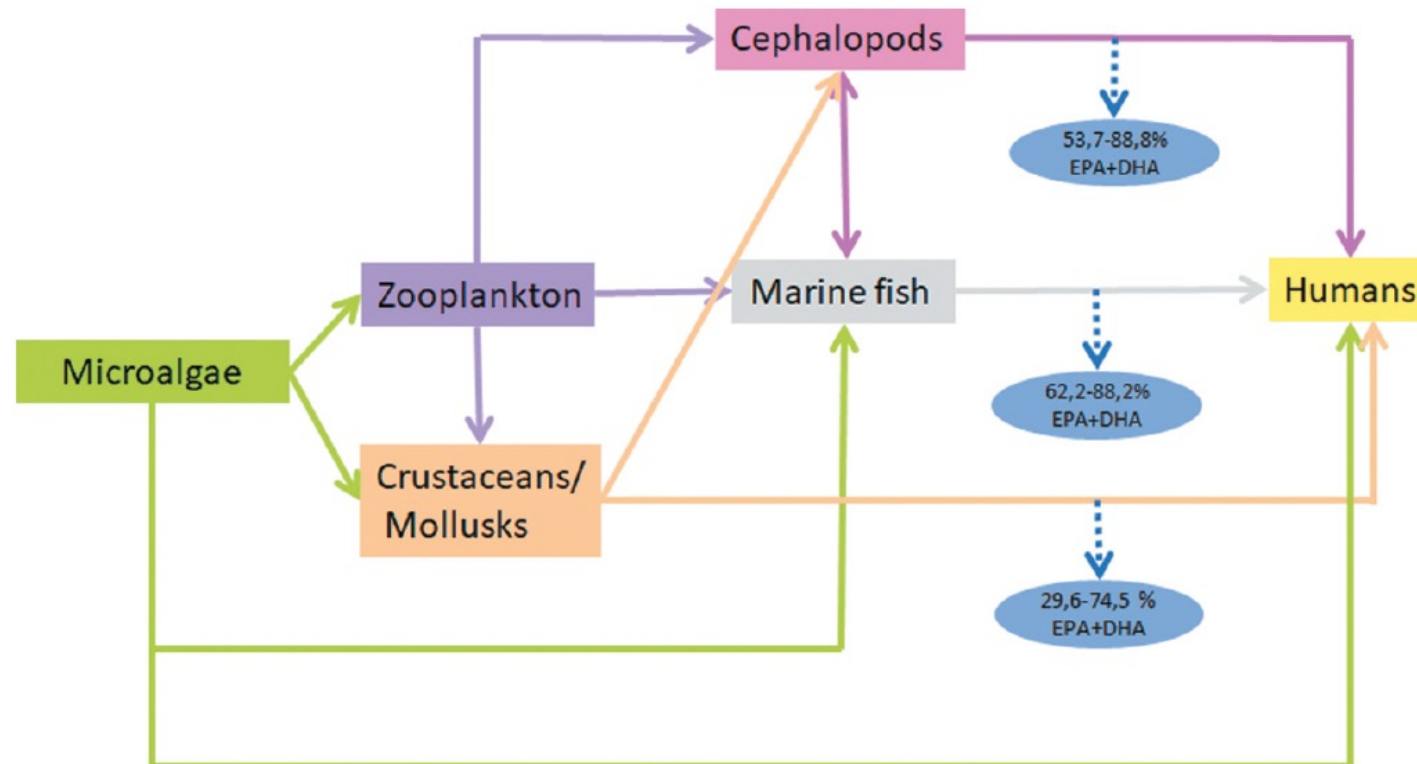 Cephalopods
53,7-88,8%
EPA+DHA
Zooplankton
Marine fish
Humans
Microalgae
62,2-88,2%
EPA+DHA
Crustaceans/
Mollusks
29,6-74,5 %
EPA+DHA